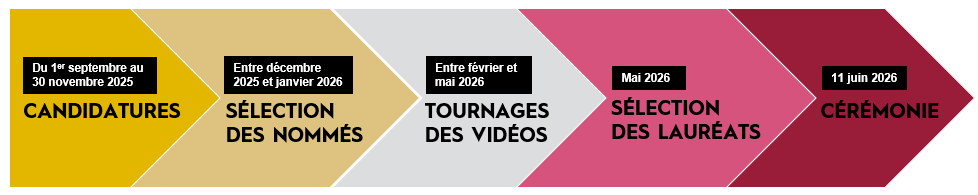 Du 1er septembre au
30 novembre 2025
CANDIDATURES
Entre décembre
2025 et janvier 2026
SÉLECTION
DES NOMMÉS
Entre février et
mai 2026
TOURNAGES
DES VIDÉOS
Mai 2026
SÉLECTION
DES LAURÉATS
11 juin 2026
CÉRÉMONIE